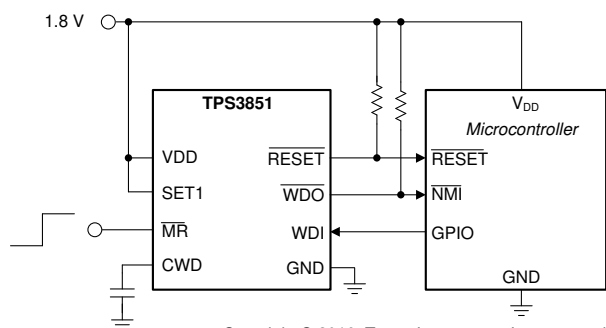 1.8 V
TPS3851
VDD
SET1
MR
CWD
RESET
WDO
WDI
GND
VDD
Microcontroller
RESET
NMI
GPIO
GND